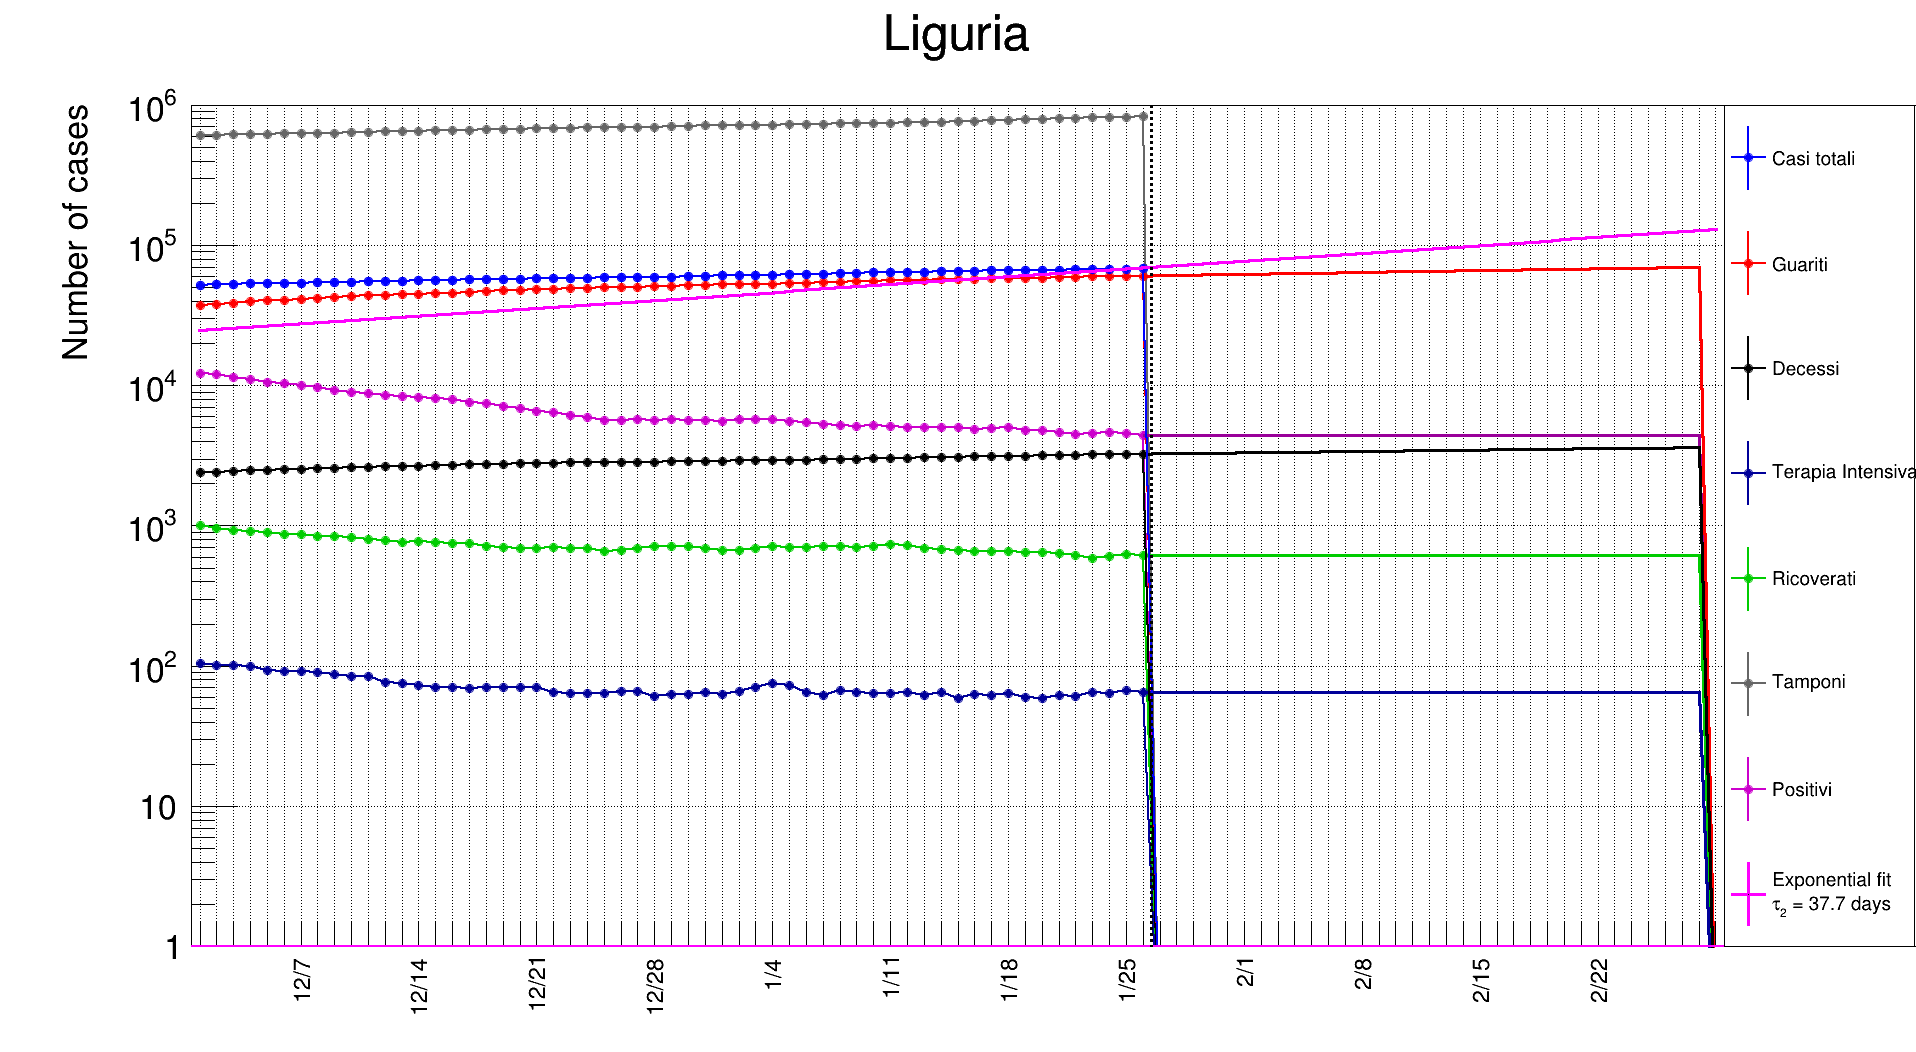 Liguria
Number of cases
10^6
10^5
10^4
10^3
10^2
10
1
12/7 12/14 12/21 12/28 1/4 1/11 1/18 1/25 2/1 2/8 2/15 2/22
Casi totali
Guariti
Decessi
Terapia Intensiva
Ricoverati
Tamponi
Positivi
Exponential fit
τ_2 = 37.7 days